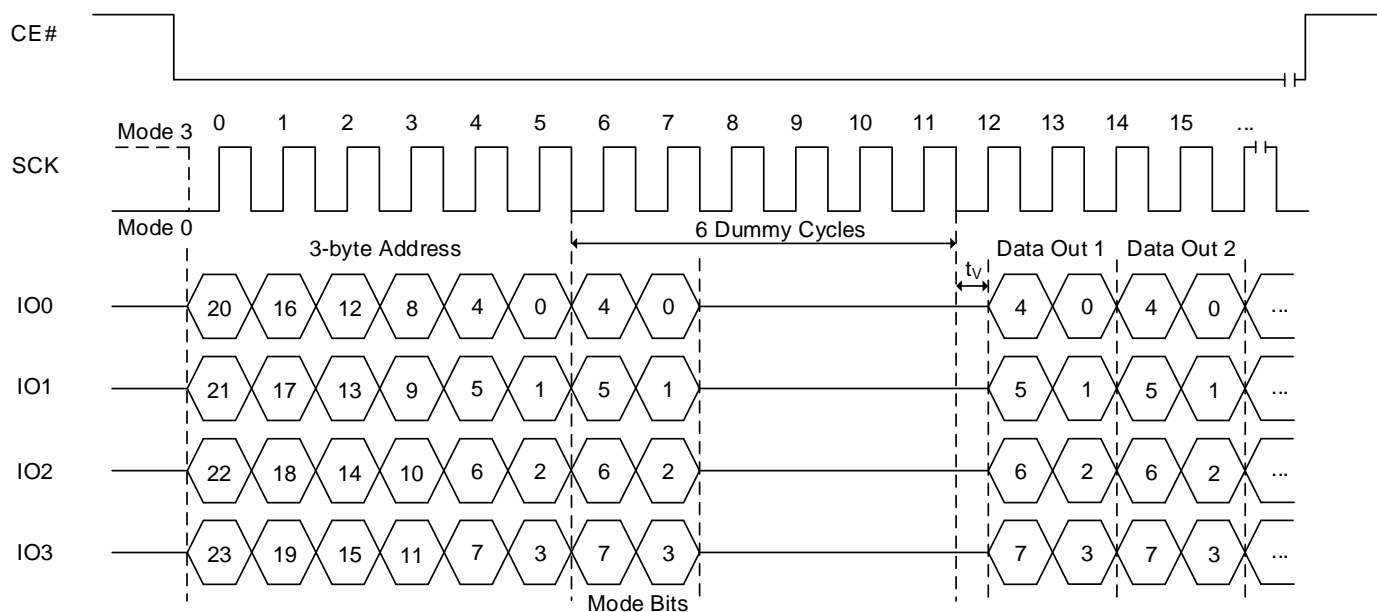 CE#
Mode 3 0 1 2 3 4 5 6 7 8 9 10 11 12 13 14 15 ...
SCK
Mode 0
6 Dummy Cycles
3-byte Address Data Out 1 Data Out 2
tV
IO0 20 16 12 8 4 0 4 0 4 0 4 0 ...
IO1 21 17 13 9 5 1 5 1 5 1 5 1 ...
IO2 22 18 14 10 6 2 6 2 6 2 6 2 ...
IO3 23 19 15 11 7 3 7 3 7 3 7 3 ...
Mode Bits